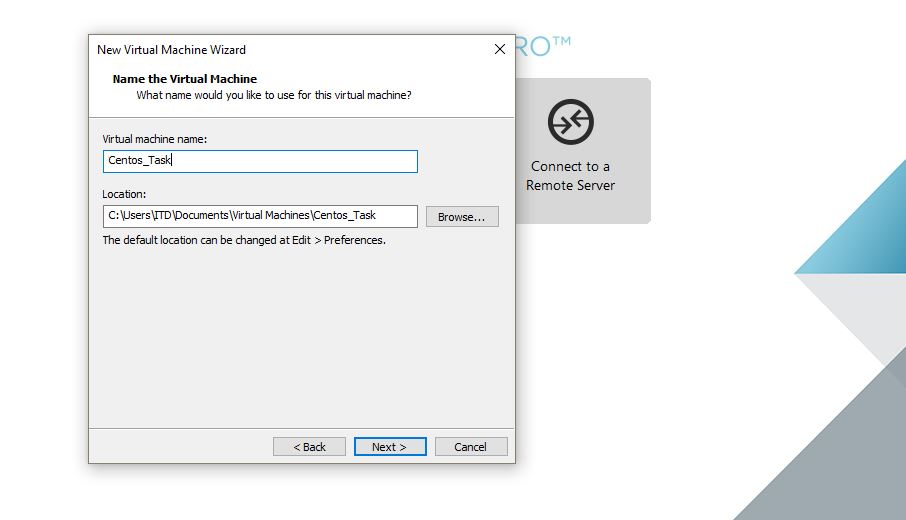 New Virtual Machine Wizard
RO™
Name the Virtual Machine
What name would you like to use for this virtual machine?
Virtual machine name:
Centos_Task
Location:
C:\Users\ITD\Documents\Virtual Machines\Centos_Task
Browse...
The default location can be changed at Edit > Preferences.
Connect to a
Remote Server
< Back
Next >
Cancel